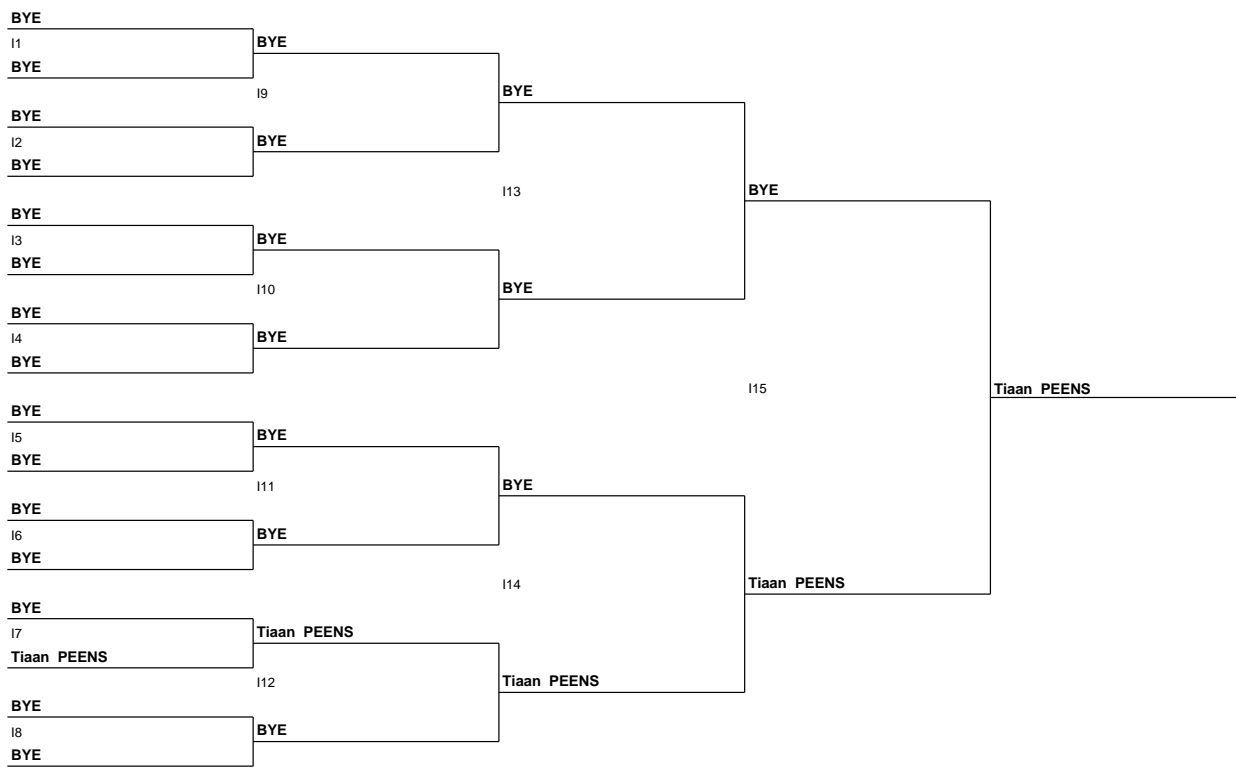 BYE
I1
BYE
BYE
I9
BYE
BYE
I2
BYE
BYE
I13
BYE
BYE
I3
BYE
BYE
I10
BYE
BYE
I4
BYE
BYE
I15
Tiaan PEENS
BYE
I5
BYE
BYE
I11
BYE
BYE
I6
BYE
BYE
I14
Tiaan PEENS
BYE
I7
Tiaan PEENS
Tiaan PEENS
I12
Tiaan PEENS
BYE
I8
BYE
BYE